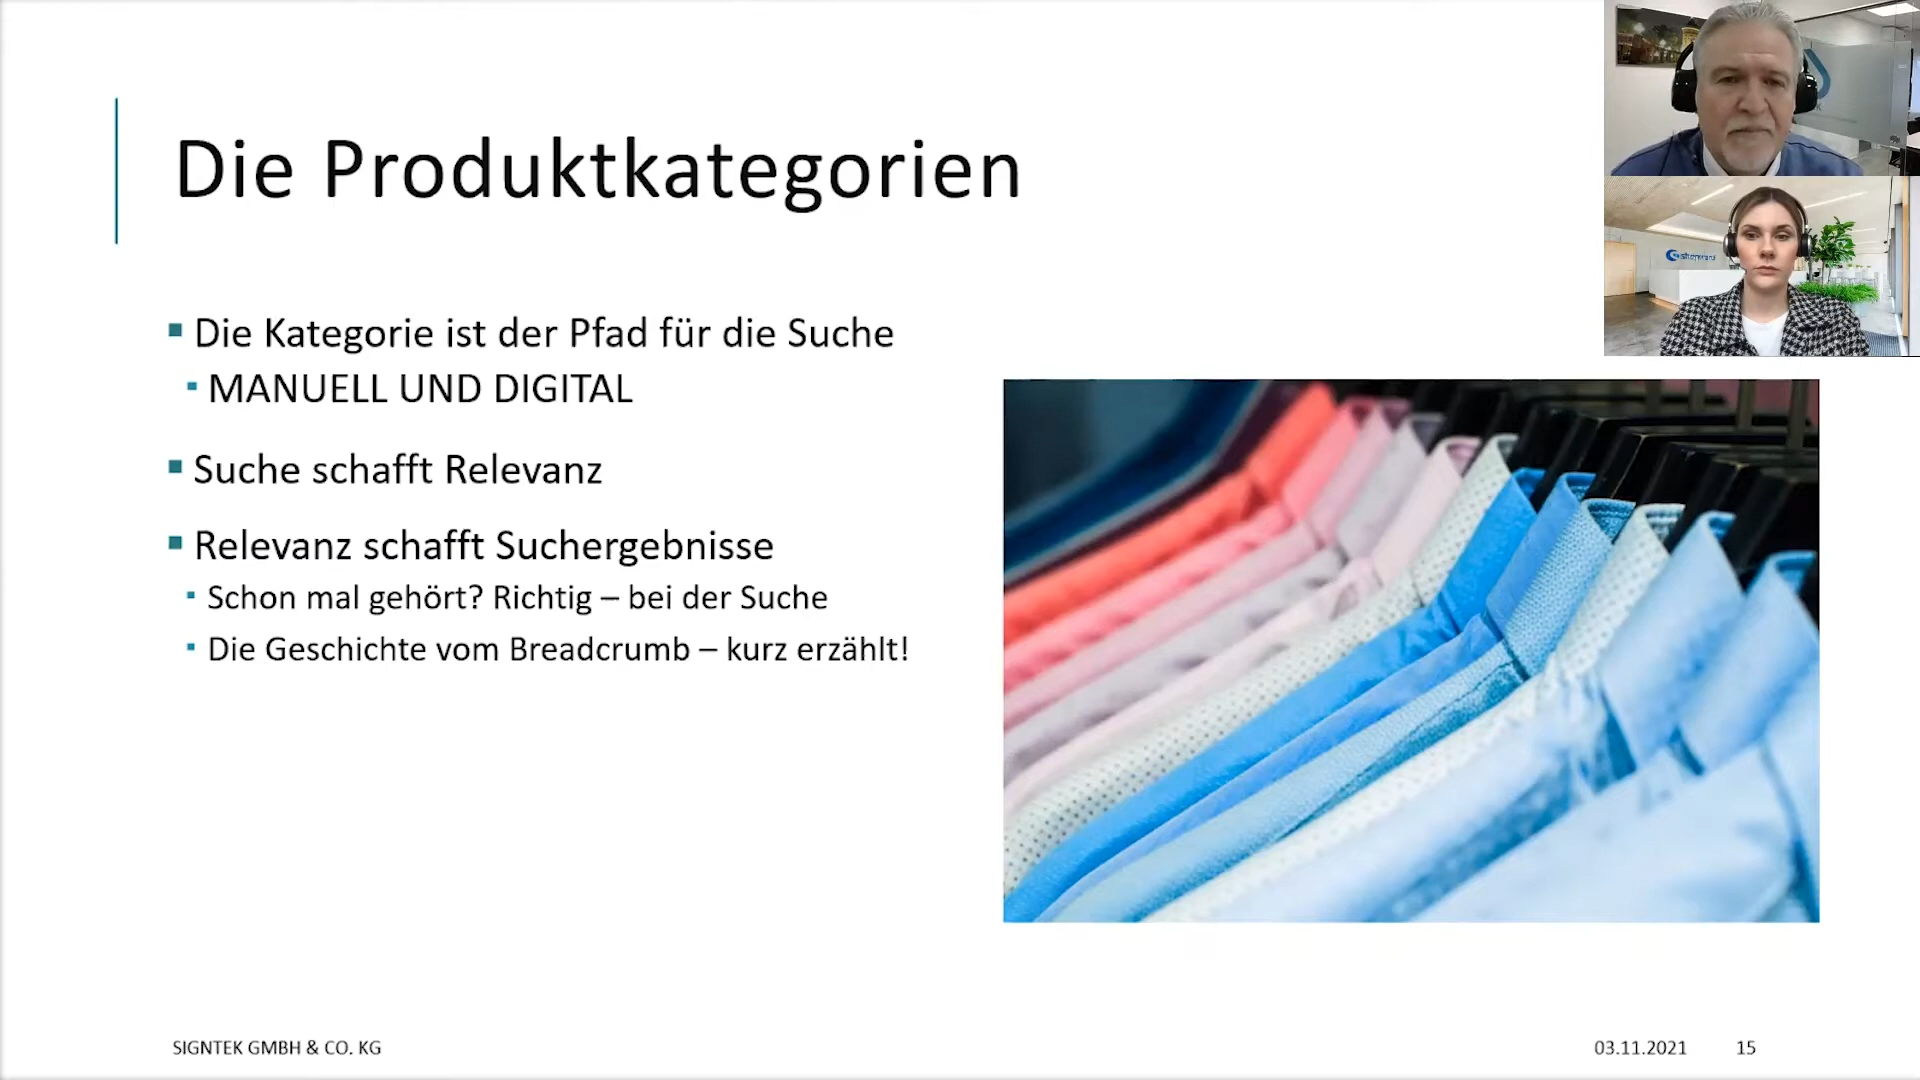 Die Produktkategorien
Die Kategorie ist der Pfad für die Suche
MANUELL UND DIGITAL
Suche schafft Relevanz
Relevanz schafft Suchergebnisse
Schon mal gehört? Richtig – bei der Suche
Die Geschichte vom Breadcrumb – kurz erzählt!
SIGNTEK GMBH & CO. KG
03.11.2021
15